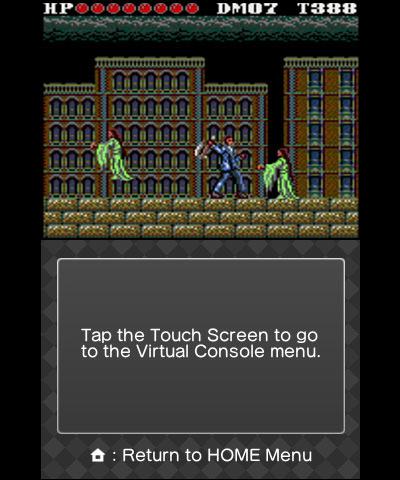 HP DM07 T388
Tap the Touch Screen to go
to the Virtual Console menu.
: Return to HOME Menu